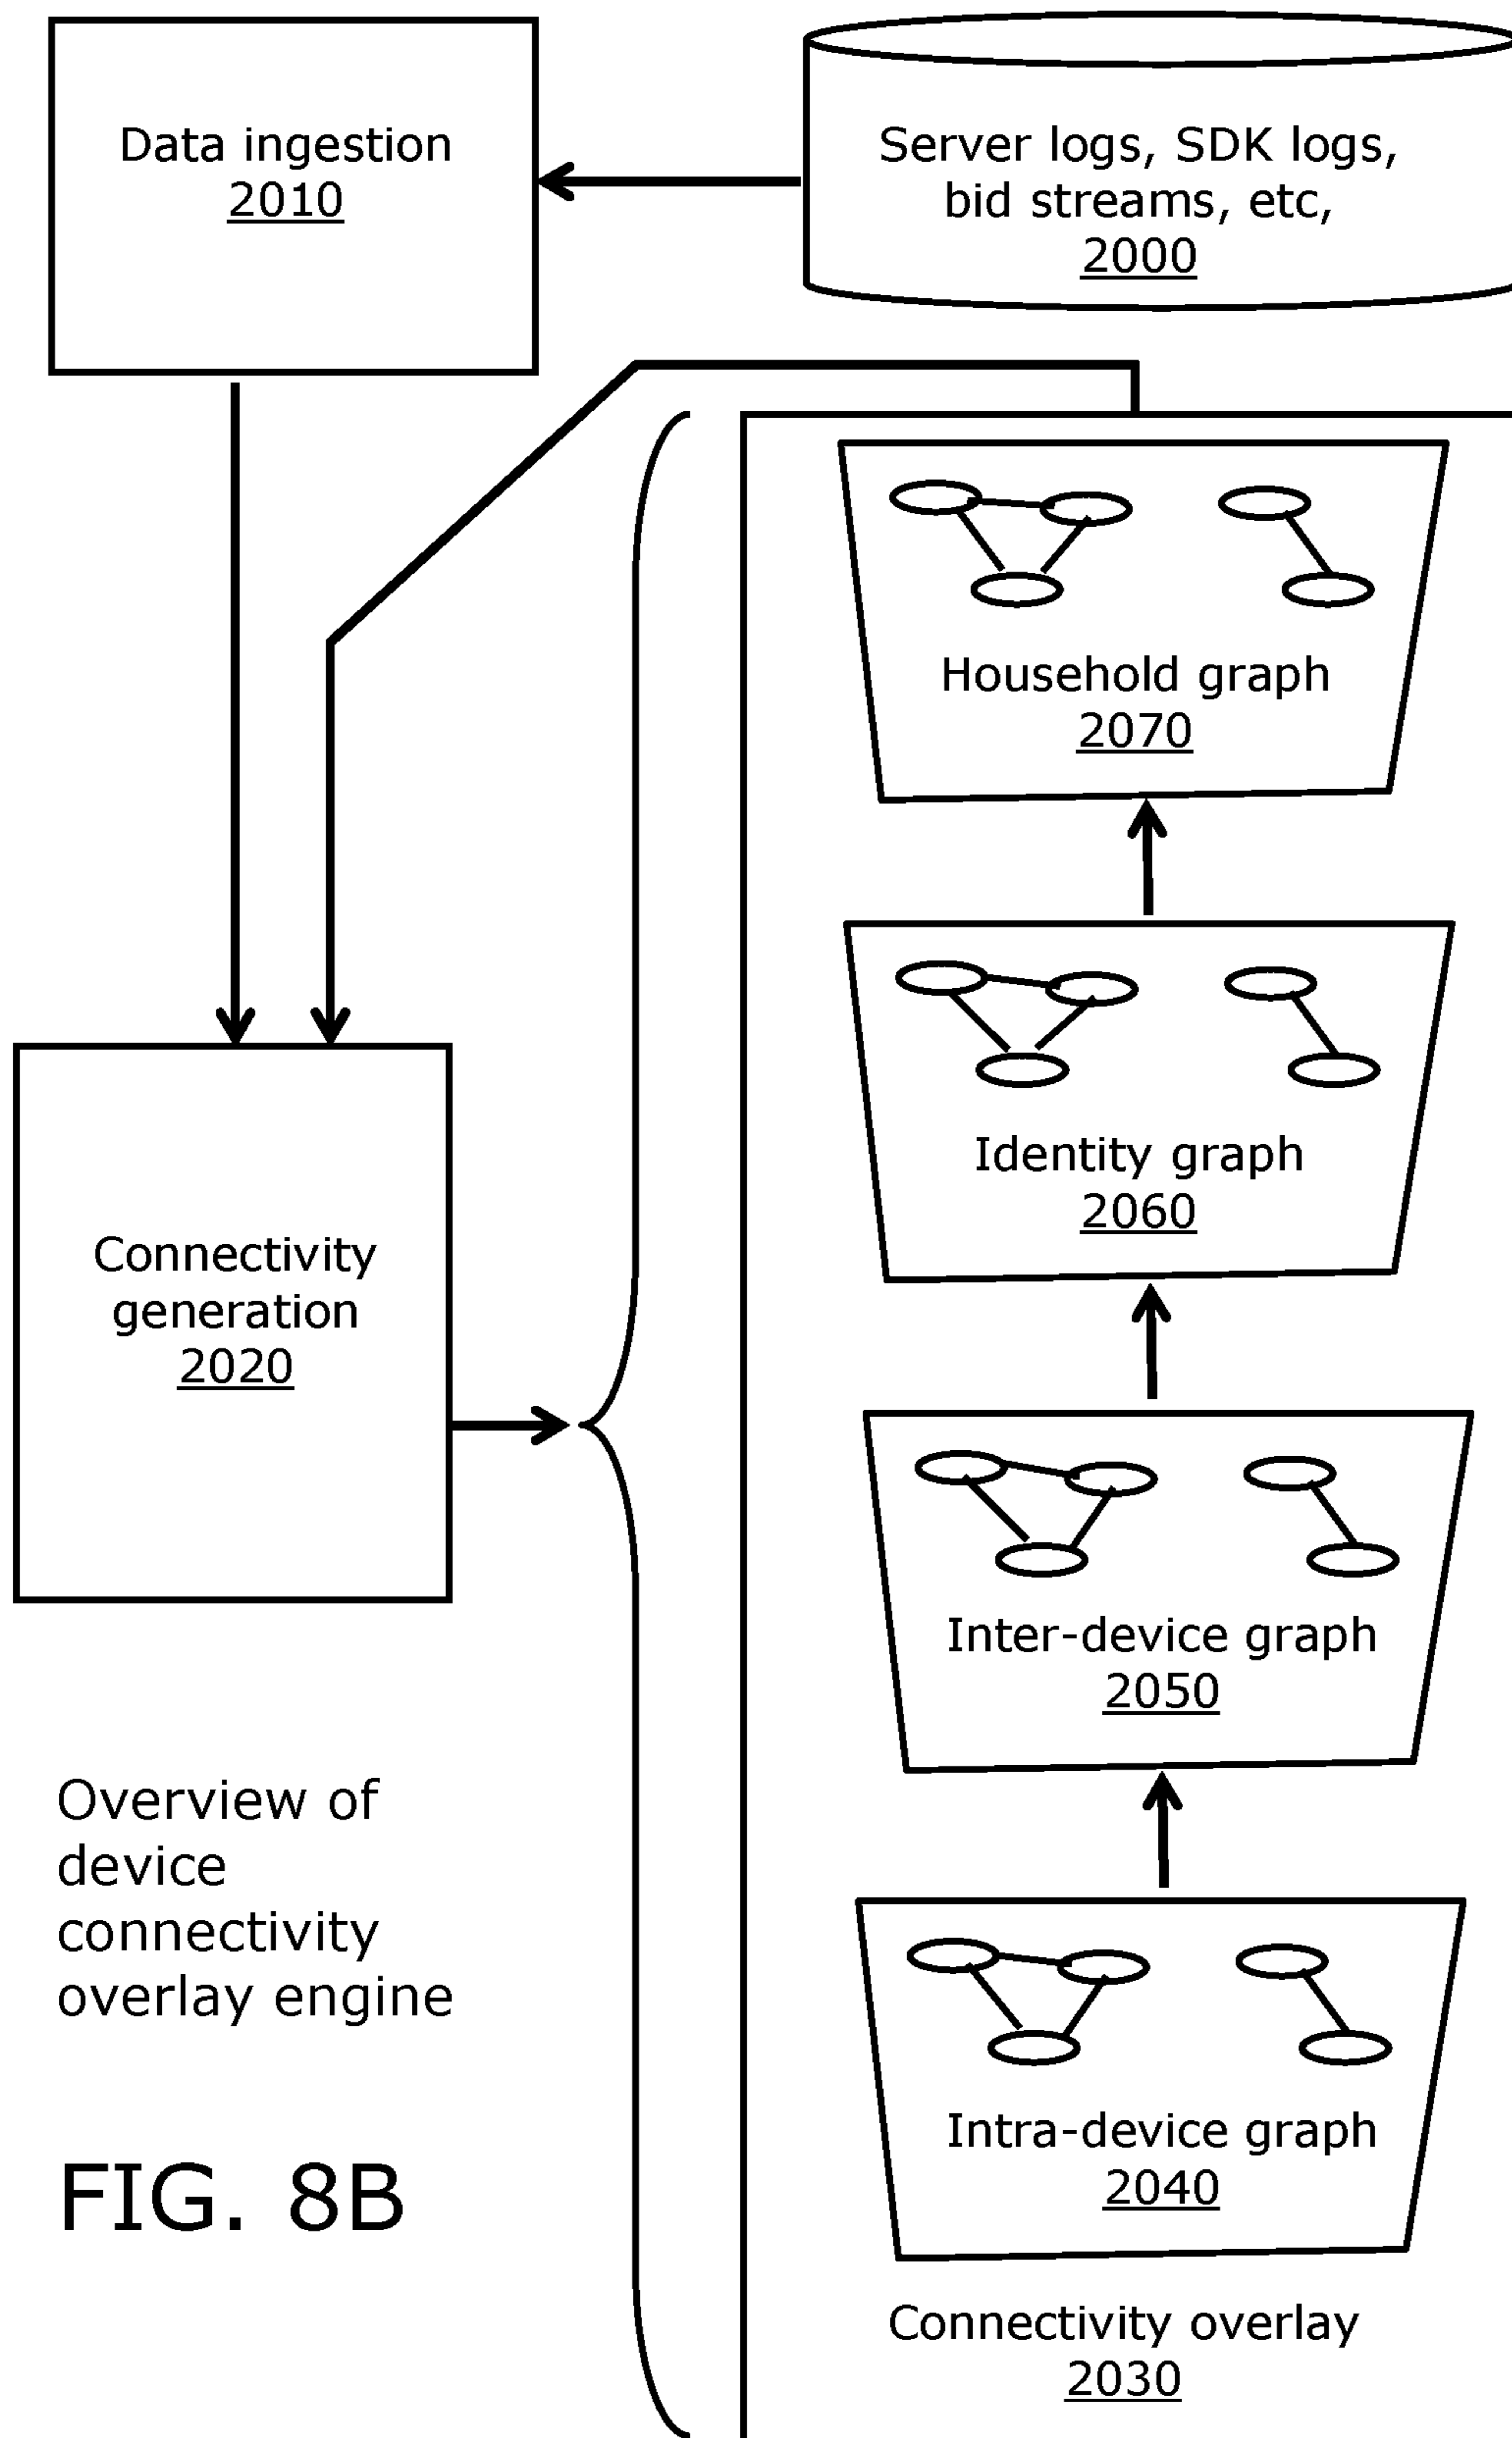 Data ingestion
2010
Server logs, SDK logs,
bid streams, etc,
2000
Household graph
2070
Identity graph
2060
Connectivity
generation
2020
Inter-device graph
2050
Overview of
device
connectivity
overlay engine
Intra-device graph
2040
FIG. 8B
Connectivity overlay
2030